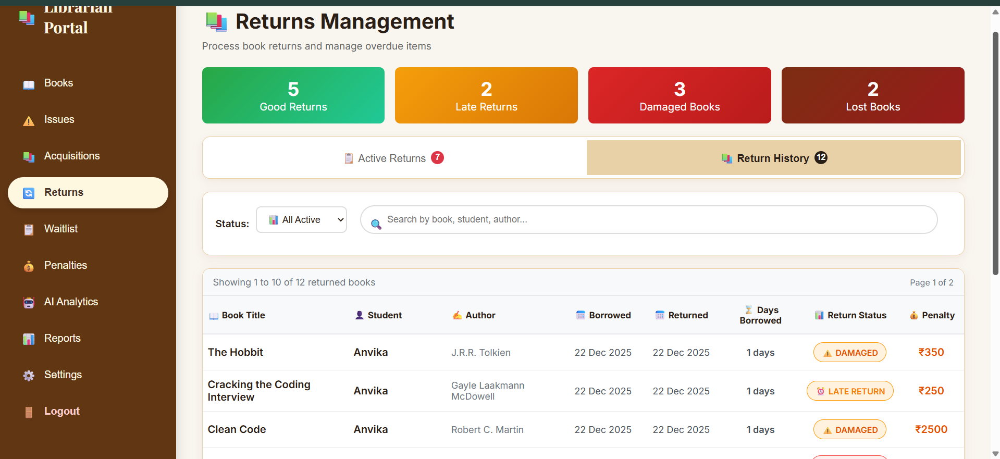 Librarian
Portal
Books
Issues
Acquisitions
Returns
Waitlist
Penalties
AI Analytics
Reports
Settings
Logout
Returns Management
Process book returns and manage overdue items
5
Good Returns
2
Late Returns
3
Damaged Books
2
Lost Books
Active Returns 7
Return History 12
Status:
All Active
Search by book, student, author...
Showing 1 to 10 of 12 returned books
Page 1 of 2
Book Title
Student
Author
Borrowed
Returned
Days
Borrowed
Return Status
Penalty
The Hobbit
Anvika
J.R.R. Tolkien
22 Dec 2025
22 Dec 2025
1 days
DAMAGED
₹350
Cracking the Coding
Interview
Anvika
Gayle Laakmann
McDowell
22 Dec 2025
22 Dec 2025
1 days
LATE RETURN
₹250
Clean Code
Anvika
Robert C. Martin
22 Dec 2025
22 Dec 2025
1 days
DAMAGED
₹2500